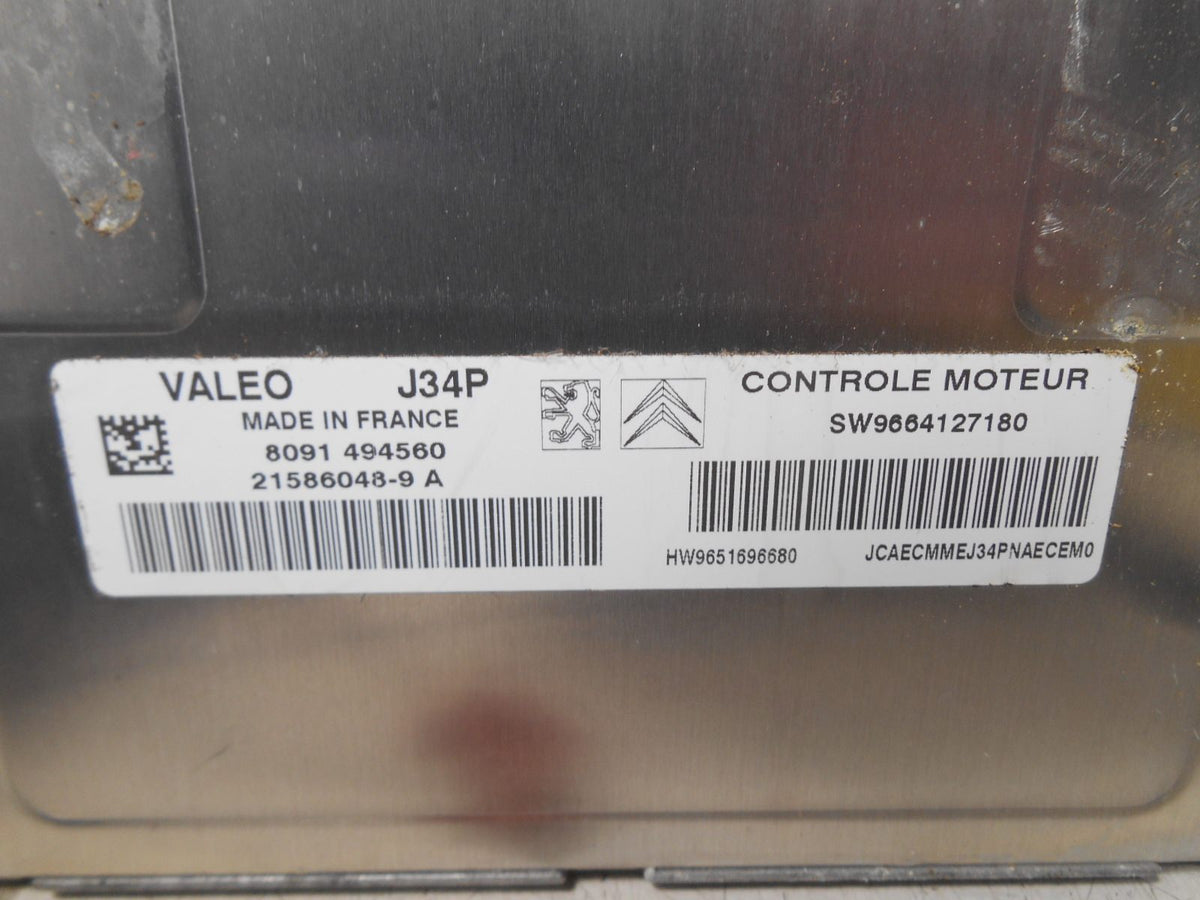 VALEO J34P
MADE IN FRANCE
8091 494560
21586048-9 A
CONTROLE MOTEUR
SW9664127180
HW9651696680 JCAECMMEJ34PNAECEM0